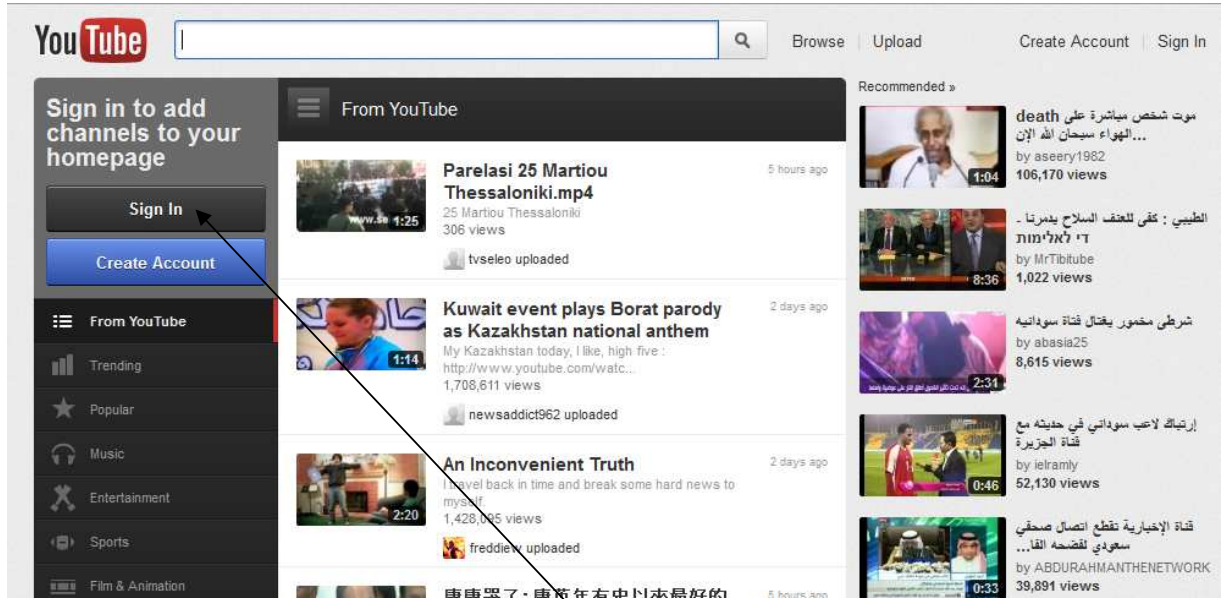 YouTube
Browse
Upload
Create Account
Sign In
Sign in to add
channels to your
homepage
Sign In
Create Account
From YouTube
Trending
Popular
Music
Entertainment
Sports
Film & Animation
From YouTube
Parelasi 25 Martiou
Thessaloniki.mp4
5 hours ago
25 Martiou Thessaloniki
306 views
www.se
1:25
tvseleo uploaded
Kuwait event plays Borat parody
as Kazakhstan national anthem
2 days ago
My Kazakhstan today, I like, high five :
http://www.youtube.com/watc...
1,708,611 views
1:14
newsaddict962 uploaded
An Inconvenient Truth
2 days ago
I travel back in time and break some hard news to
myself
1,428,095 views
2:20
freddiew uploaded
5 hours ago
Recommended »
موت شخص مباشرة على death
الهواء سبحان الله الإن...
by aseery1982
106,170 views
1:04
الطيبي : كفى للعنف السلاح يدمرنا -
די לאלימות
by MrTibitube
1,022 views
8:36
شرطى مخمور يغتال فتاة سودانيه
by abasia25
8,615 views
2:31
إرتباك لاعب سوداني في حديثه مع
قناة الجزيرة
by ielramly
52,130 views
0:46
قناة الإخبارية تقطع اتصال صحفي
سعودي لفضحه القا...
by ABDURAHMANTHENETWORK
39,891 views
0:33